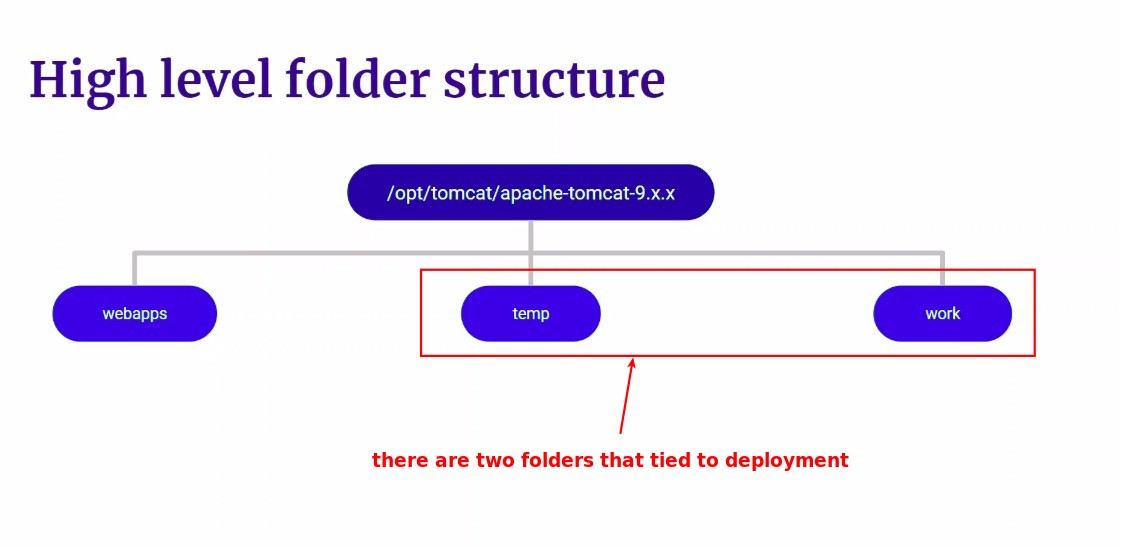 High level folder structure
/opt/tomcat/apache-tomcat-9.x.x
webapps
temp
work
there are two folders that tied to deployment